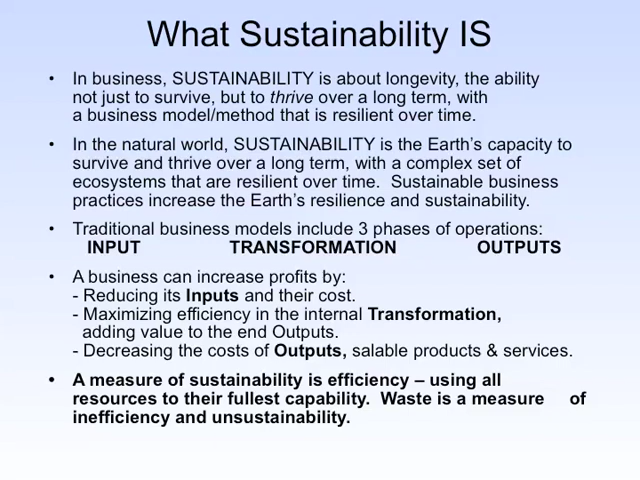 What Sustainability IS
• In business, SUSTAINABILITY is about longevity, the ability
not just to survive, but to thrive over a long term, with
a business model/method that is resilient over time.
• In the natural world, SUSTAINABILITY is the Earth's capacity to
survive and thrive over a long term, with a complex set of
ecosystems that are resilient over time. Sustainable business
practices increase the Earth's resilience and sustainability.
• Traditional business models include 3 phases of operations:
INPUT TRANSFORMATION OUTPUTS
• A business can increase profits by:
- Reducing its Inputs and their cost.
- Maximizing efficiency in the internal Transformation,
adding value to the end Outputs.
- Decreasing the costs of Outputs, salable products & services.
• A measure of sustainability is efficiency – using all
resources to their fullest capability. Waste is a measure of
inefficiency and unsustainability.